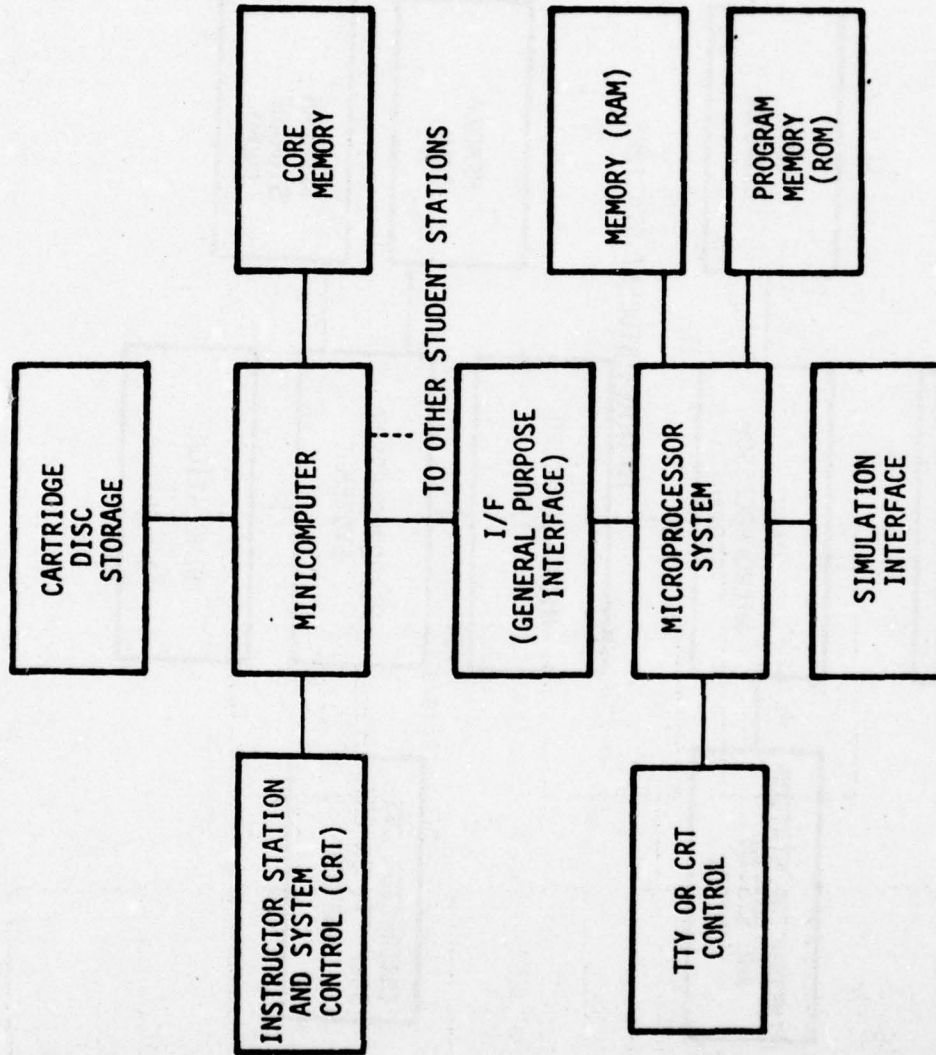 CARTRIDGE
DISC
STORAGE
INSTRUCTOR STATION
AND SYSTEM
CONTROL (CRT)
MINICOMPUTER
CORE
MEMORY
TO OTHER STUDENT STATIONS
I/F
(GENERAL PURPOSE
INTERFACE)
TTY OR CRT
CONTROL
MICROPROCESSOR
SYSTEM
MEMORY (RAM)
PROGRAM
MEMORY
(ROM)
SIMULATION
INTERFACE